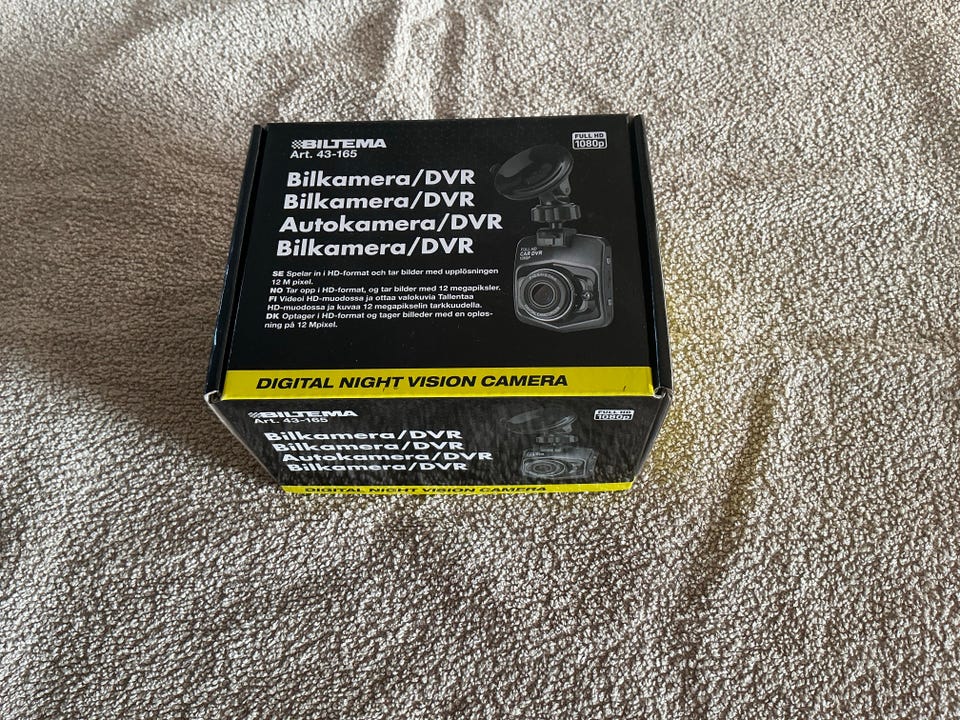 BILTEMA
Art. 43-165
FULL HD
1080p
Bilkamera/DVR
Bilkamera/DVR
Autokamera/DVR
Bilkamera/DVR
SE Spelar in i HD-format och tar bilder med upplösningen
12 M pixel.
NO Tar opp i HD-format, og tar bilder med 12 megapiksler.
FI Videoi HD-muodossa ja ottaa valokuvia Tallentaa
HD-muodossa ja kuvaa 12 megapikselin tarkkuudella.
DK Optager i HD-format og tager billeder med en opløs-
ning på 12 Mpixel.
FULL HD
CAR DVR
1080P
DIGITAL NIGHT VISION CAMERA
BILTEMA
Art. 43-165
FULL HD
1080p
Bilkamera/DVR
Bilkamera/DVR
Autokamera/DVR
Bilkamera/DVR
DIGITAL NIGHT VISION CAMERA